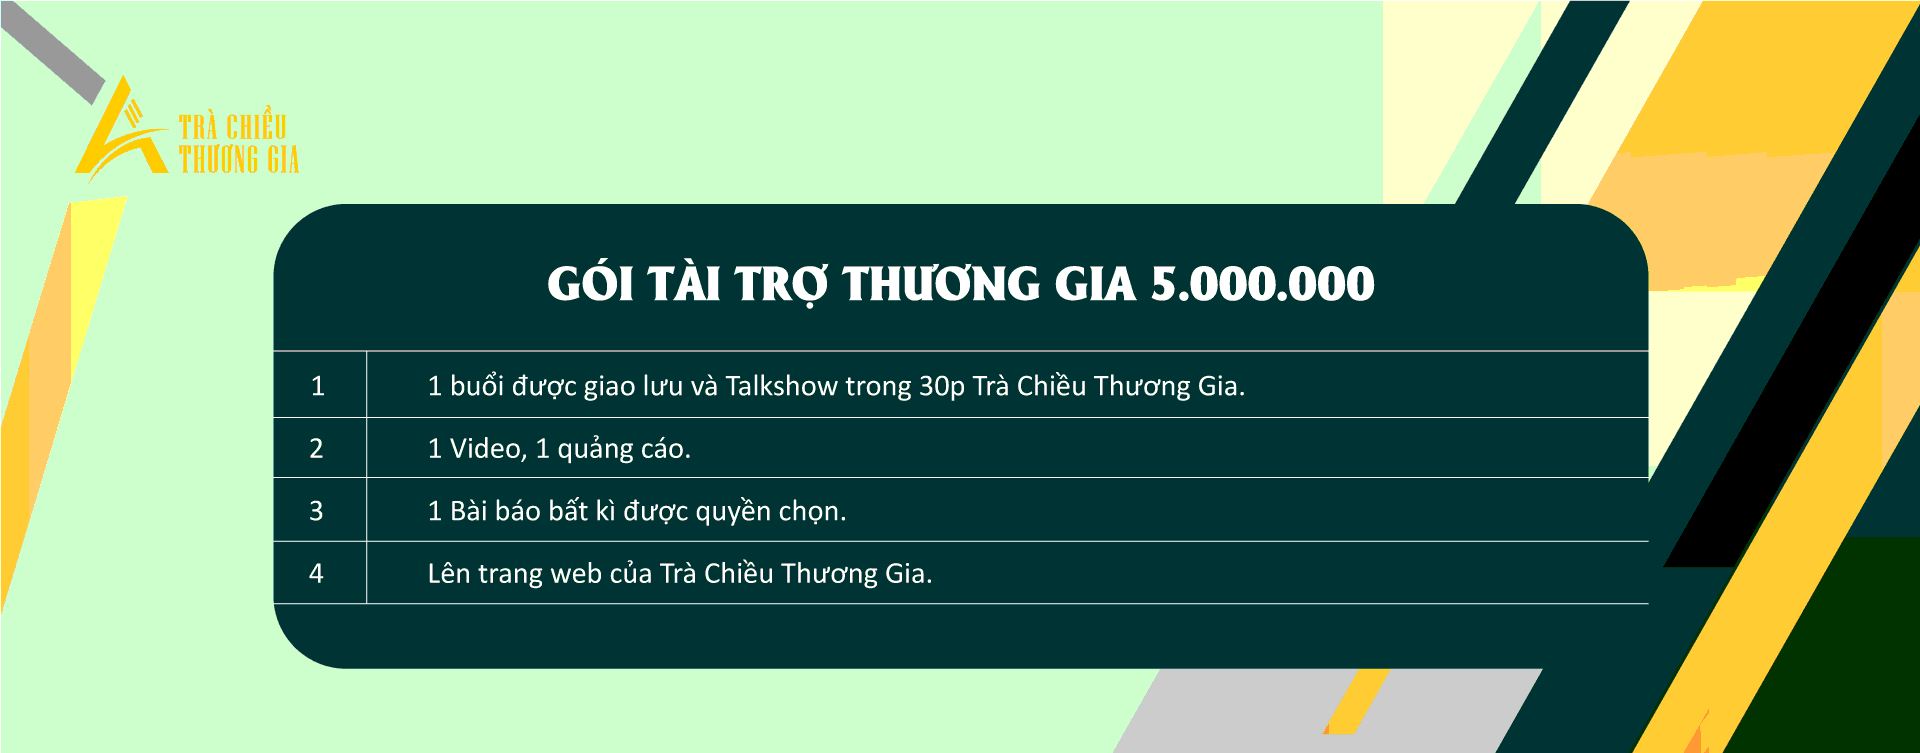 TRÀ CHIỀU
THƯƠNG GIA
GÓI TÀI TRỢ THƯƠNG GIA 5.000.000
1 1 buổi được giao lưu và Talkshow trong 30p Trà Chiều Thương Gia.
2 1 Video, 1 quảng cáo.
3 1 Bài báo bất kì được quyền chọn.
4 Lên trang web của Trà Chiều Thương Gia.